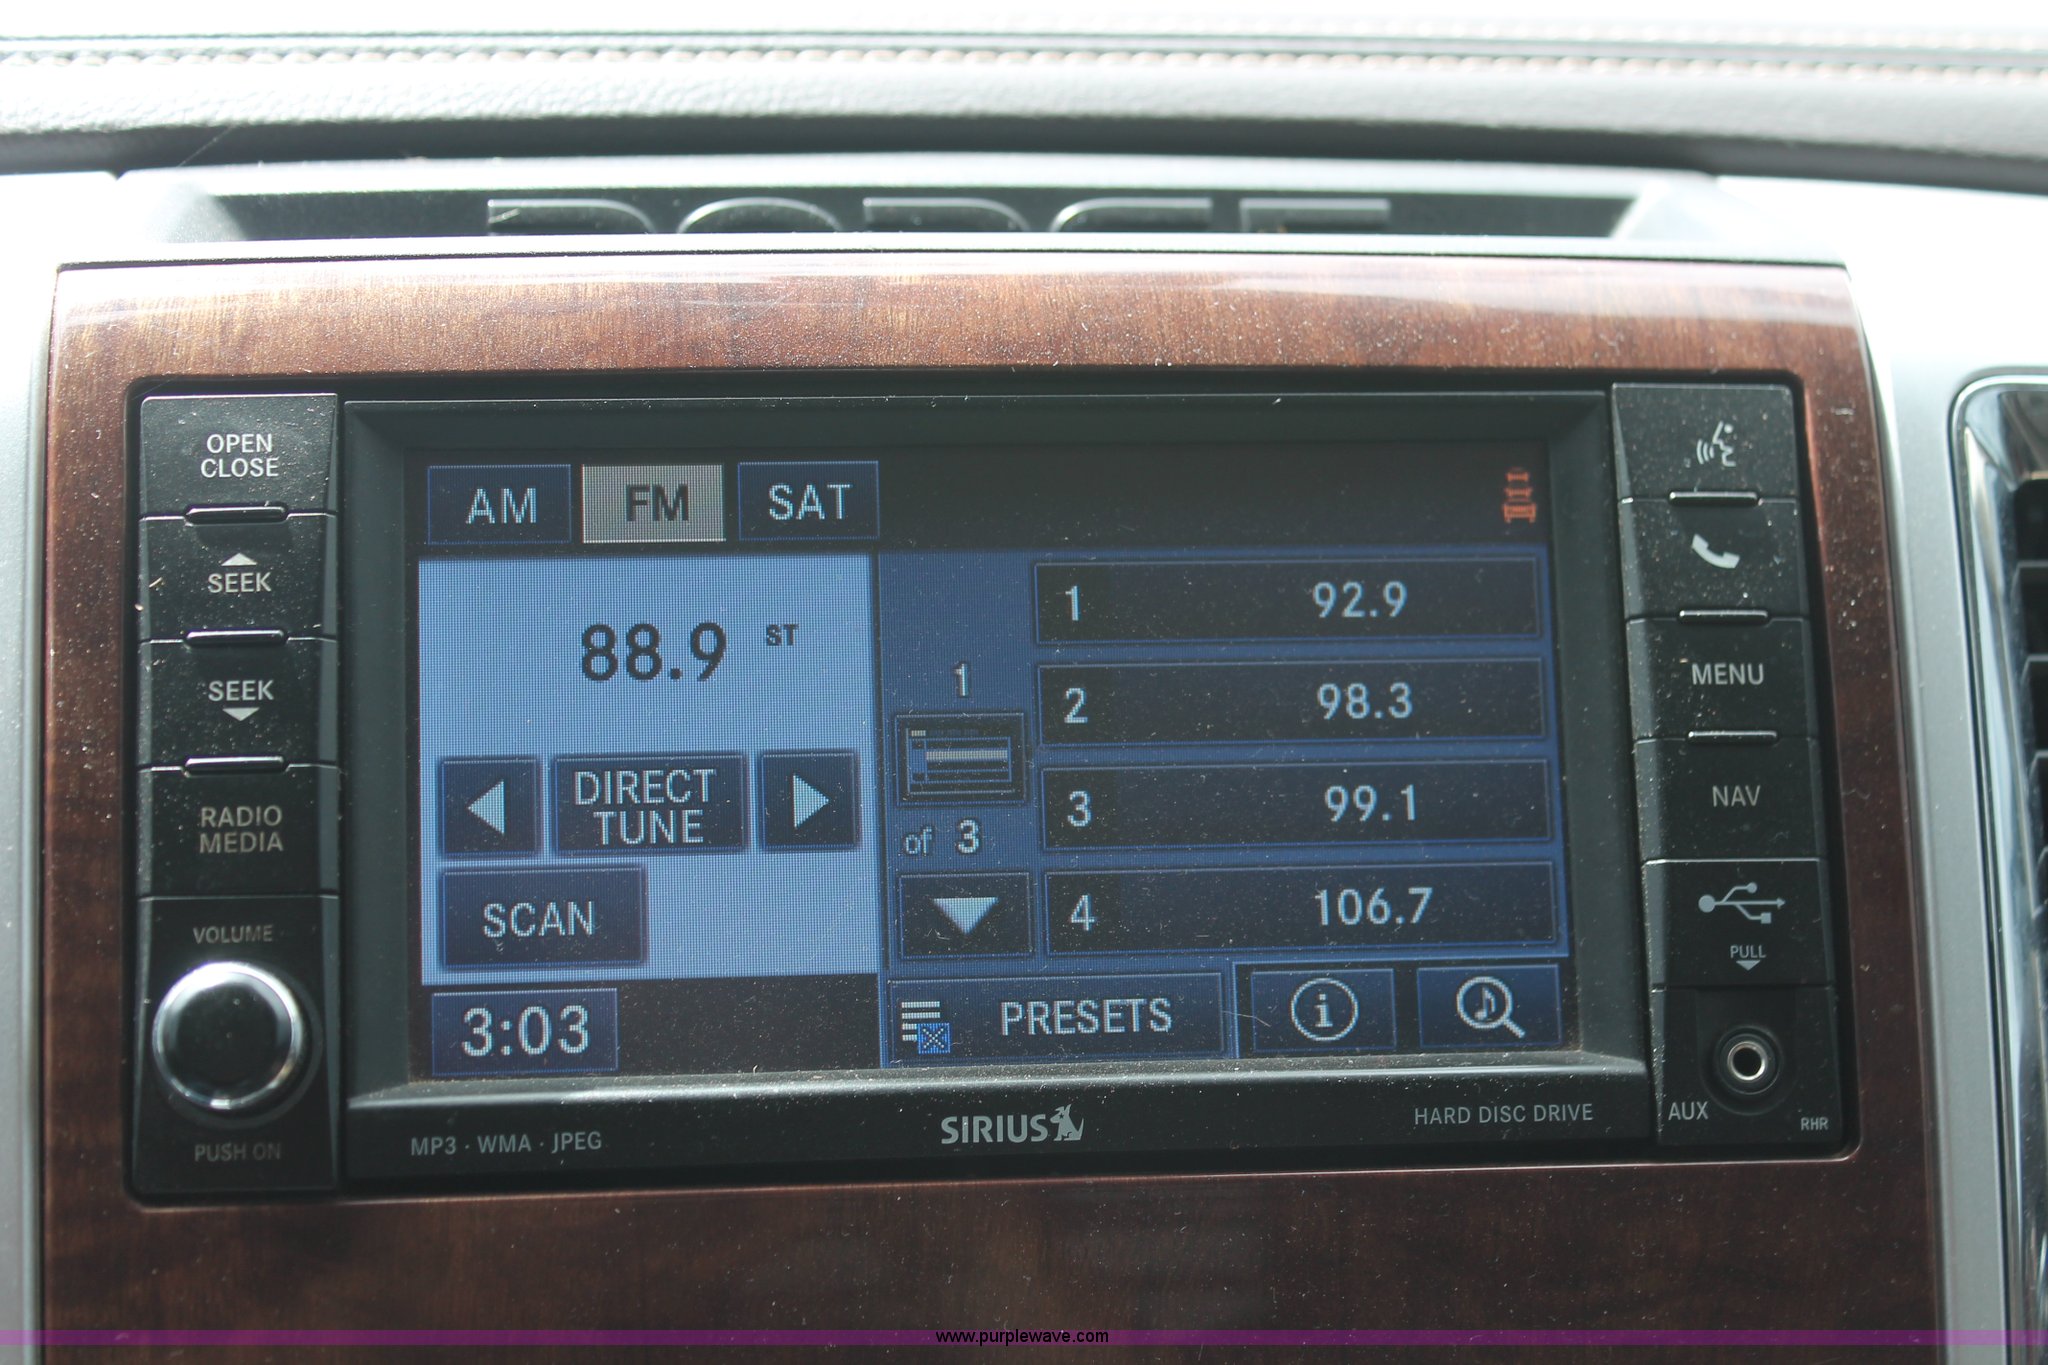 DODGE
OPEN
CLOSE
SEEK
SEEK
RADIO
MEDIA
VOLUME
PUSH ON
AM
FM
SAT
88.9 ST
DIRECT
TUNE
SCAN
3:03
1
of 3
1 92.9
2 98.3
3 99.1
4 106.7
PRESETS
i
MENU
NAV
PULL
AUX
RHR
MP3 · WMA · JPEG
SIRIUS
HARD DISC DRIVE
www.purplewave.com